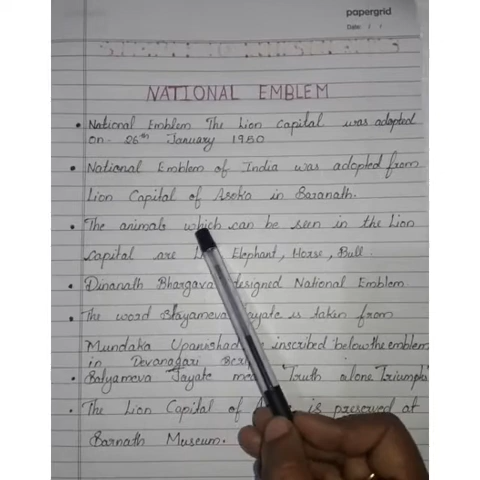 papergrid
Date: / /
NATIONAL EMBLEM
• National Emblem The Lion Capital was adopted
on 26th January 1950
• National Emblem of India was adopted from
Lion Capital of Asoka in Saranath.
• The animals which can be seen in the Lion
Capital are Elephant, Horse, Bull.
• Dinanath Bhargava designed National Emblem
• The word Satyameva Jayate is taken from
Mundaka Upanishad inscribed below the emblem
in Devanagari
• Satyameva Jayate Truth alone Triumphs
• The Lion Capital of is preserved at
Sarnath Museum.